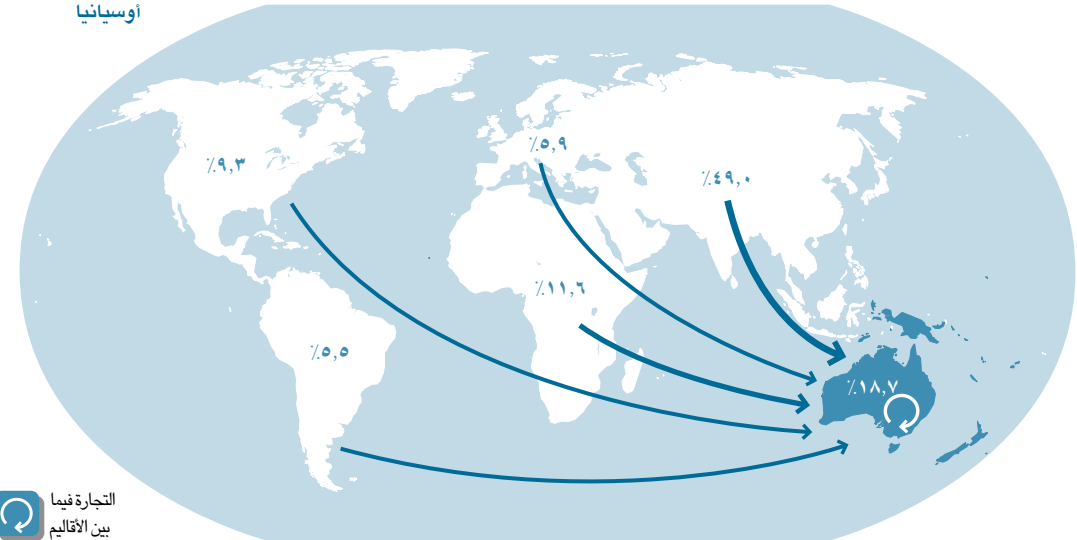 أوسيانيا
٪٩,٣
٪٥,٩
٪٤٩,٠
٪١١,٦
٪٥,٥
٪١٨,٧
التجارة فيما
بين الأقاليم